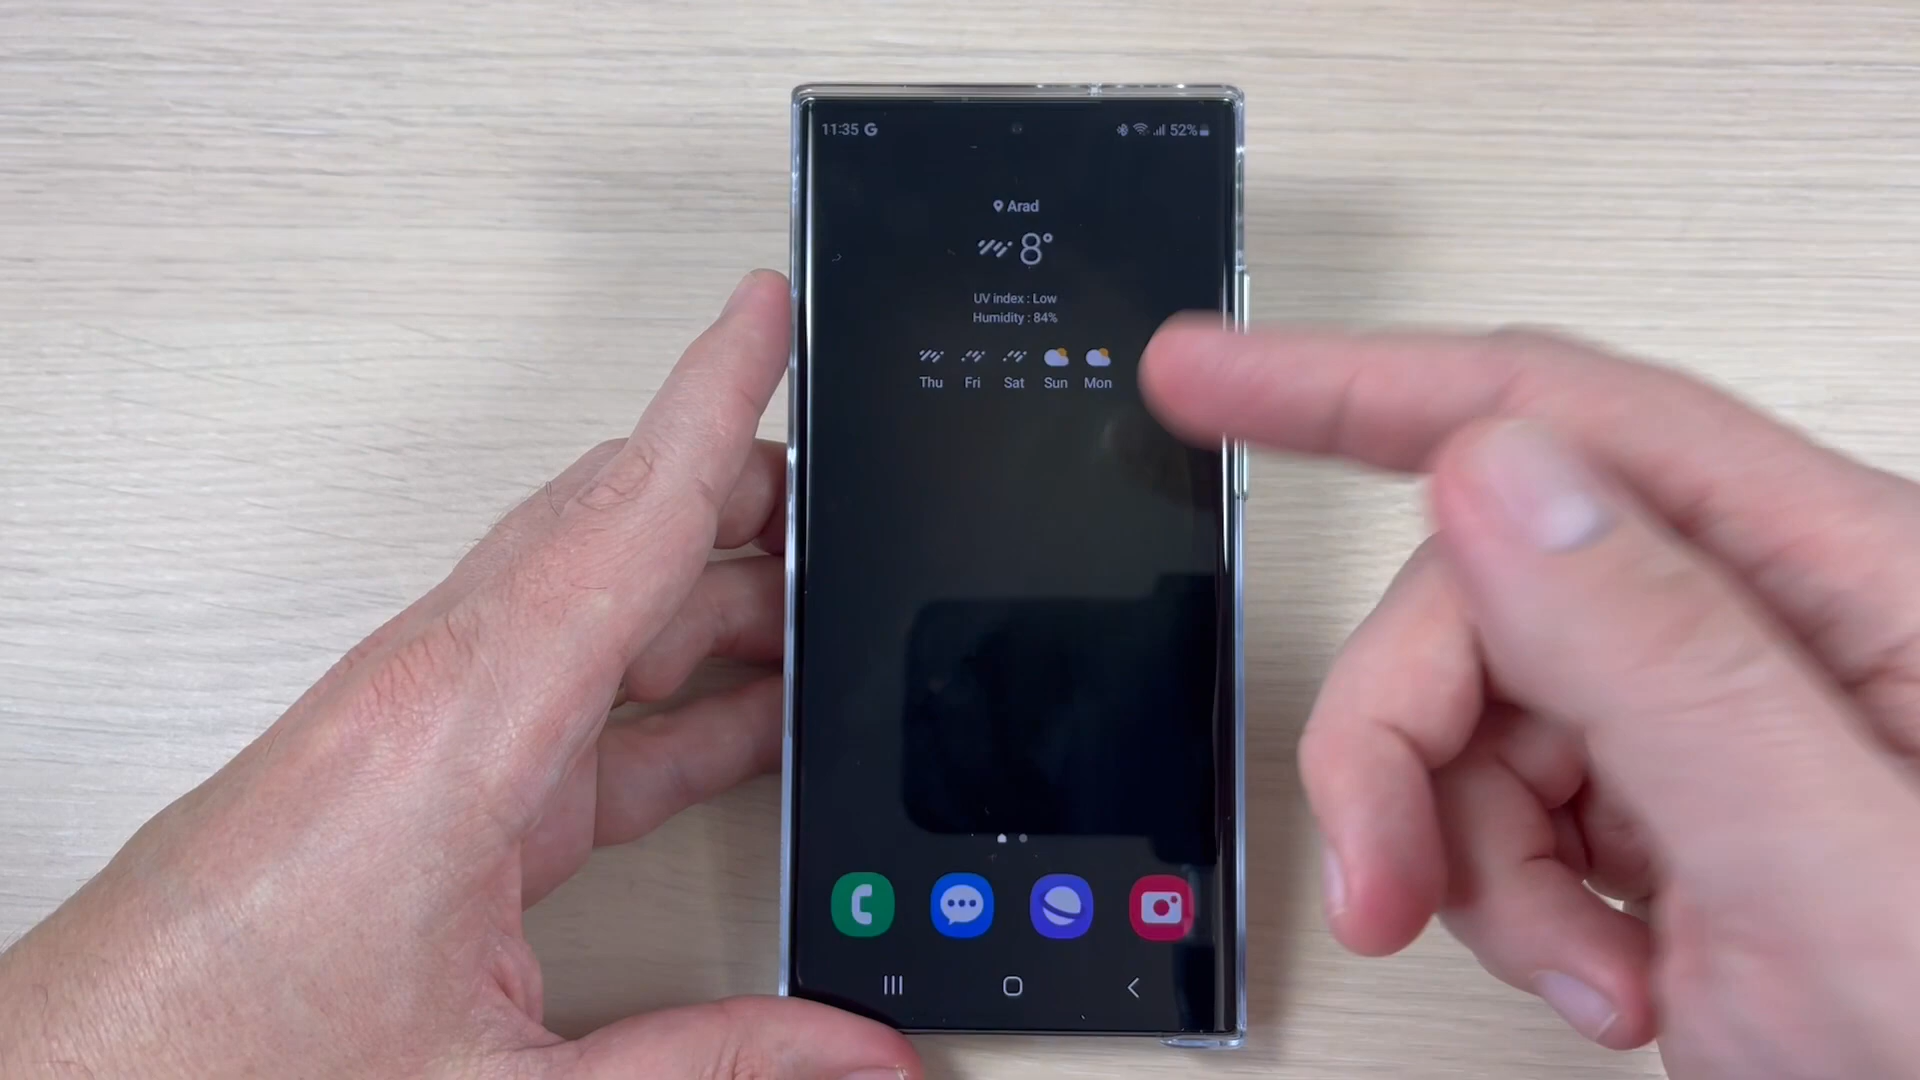 11:35 G 52%
Arad
8°
UV index : Low
Humidity : 84%
Thu Fri Sat Sun Mon